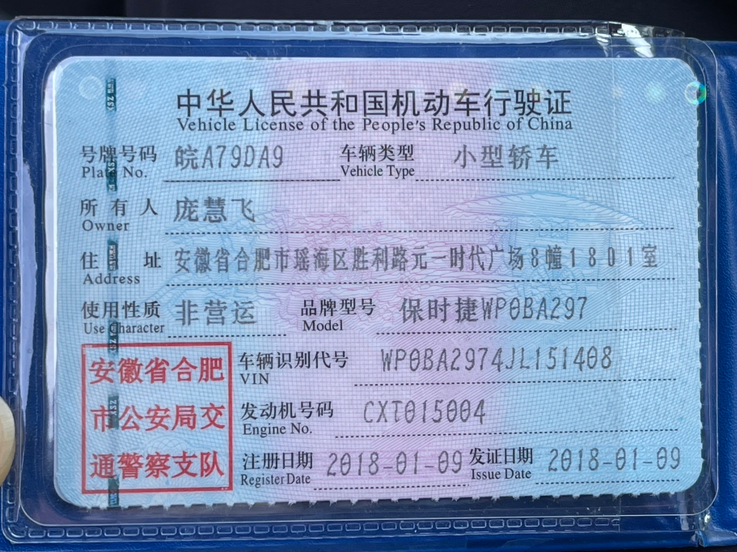 中华人民共和国机动车行驶证
Vehicle License of the People's Republic of China
号牌号码 皖A79DA9 车辆类型 小型轿车
Plate No. Vehicle Type
所有人 庞慧飞
Owner
住址 安徽省合肥市瑶海区胜利路元一时代广场8幢1801室
Address
使用性质 非营运 品牌型号 保时捷WP0BA297
Use Character Model
安徽省合肥 车辆识别代号 WP0BA2974JL151408
VIN
市公安局交 发动机号码 CXT015004
Engine No.
通警察支队 注册日期 2018-01-09 发证日期 2018-01-09
Register Date Issue Date